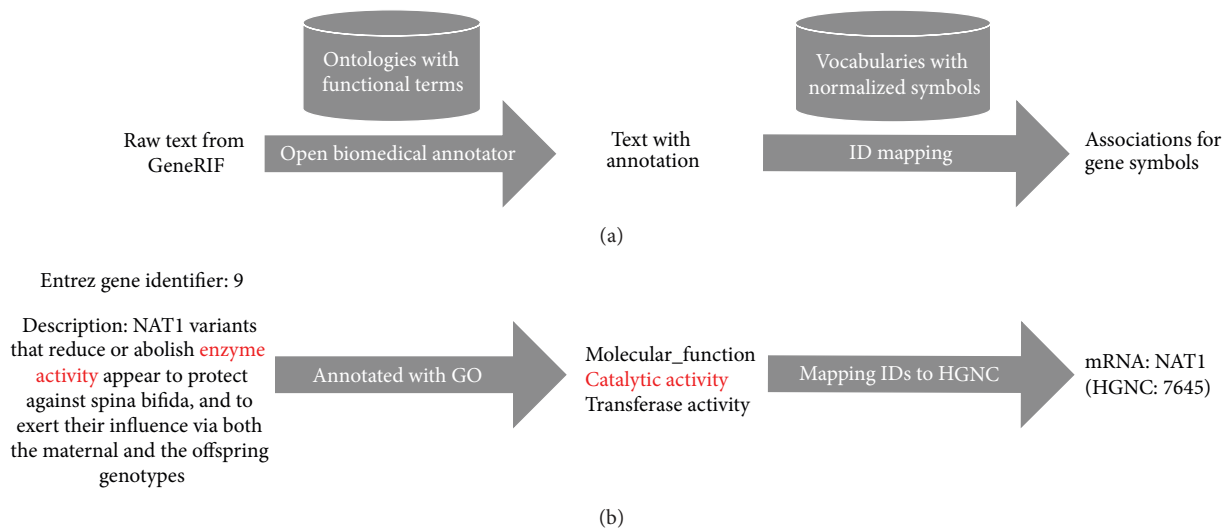 Ontologies with
functional terms
Vocabularies with
normalized symbols
Raw text from
GeneRIF
Open biomedical annotator
Text with
annotation
ID mapping
Associations for
gene symbols
(a)
Entrez gene identifier: 9
Description: NAT1 variants
that reduce or abolish enzyme
activity appear to protect
against spina bifida, and to
exert their influence via both
the maternal and the offspring
genotypes
Annotated with GO
Molecular_function
Catalytic activity
Transferase activity
Mapping IDs to HGNC
mRNA: NAT1
(HGNC: 7645)
(b)